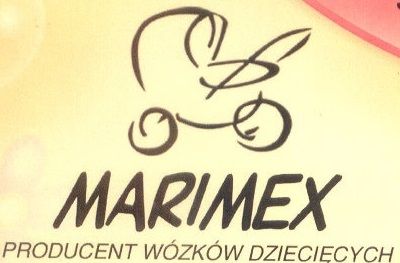 MARIMEX
PRODUCENT WÓZKÓW DZIECIĘCYCH